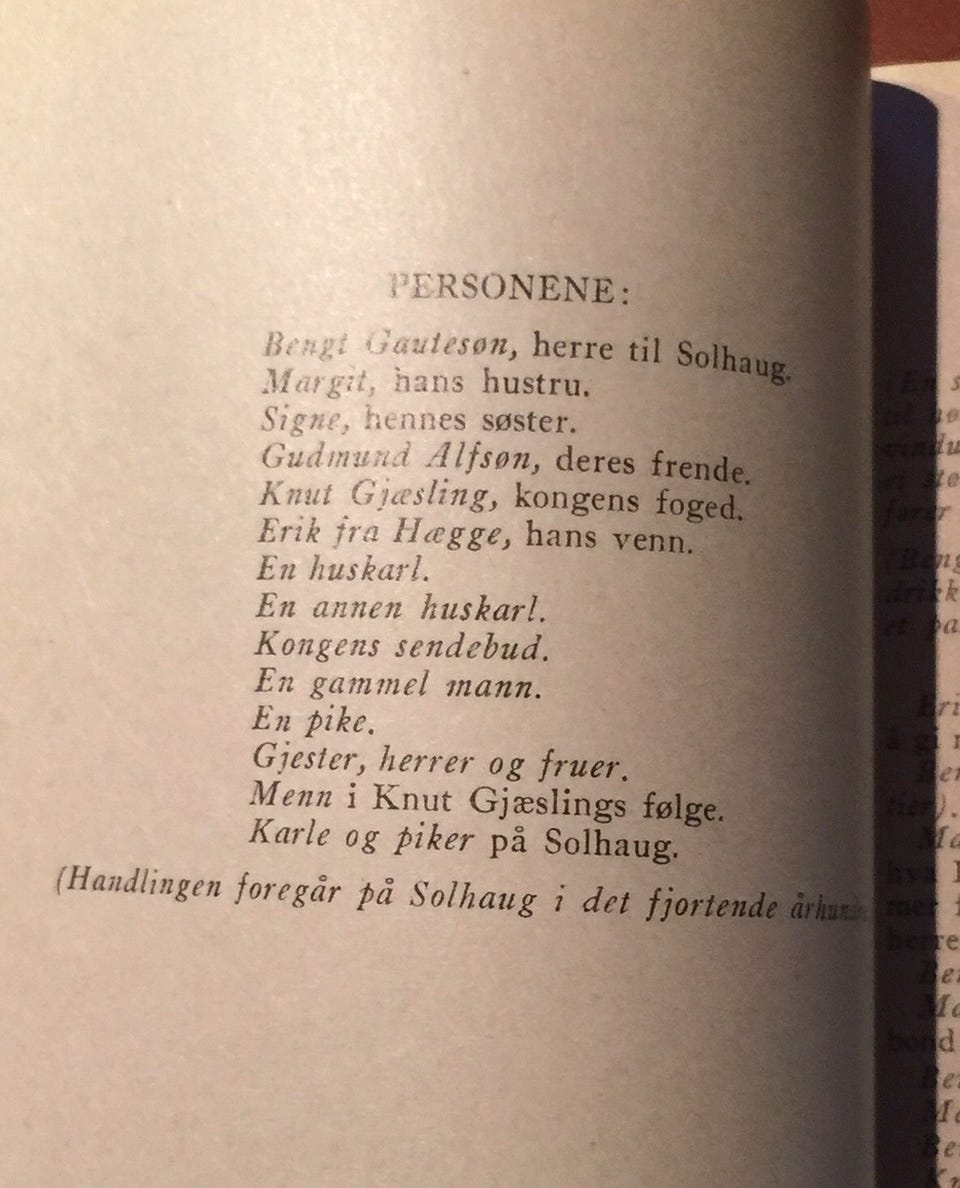 PERSONENE:
Bengt Gautesøn, herre til Solhaug.
Margit, hans hustru.
Signe, hennes søster.
Gudmund Alfsøn, deres frende.
Knut Gjæsling, kongens foged.
Erik fra Hægge, hans venn.
En huskarl.
En annen huskarl.
Kongens sendebud.
En gammel mann.
En pike.
Gjester, herrer og fruer.
Menn i Knut Gjæslings følge.
Karle og piker på Solhaug.
(Handlingen foregår på Solhaug i det fjortende